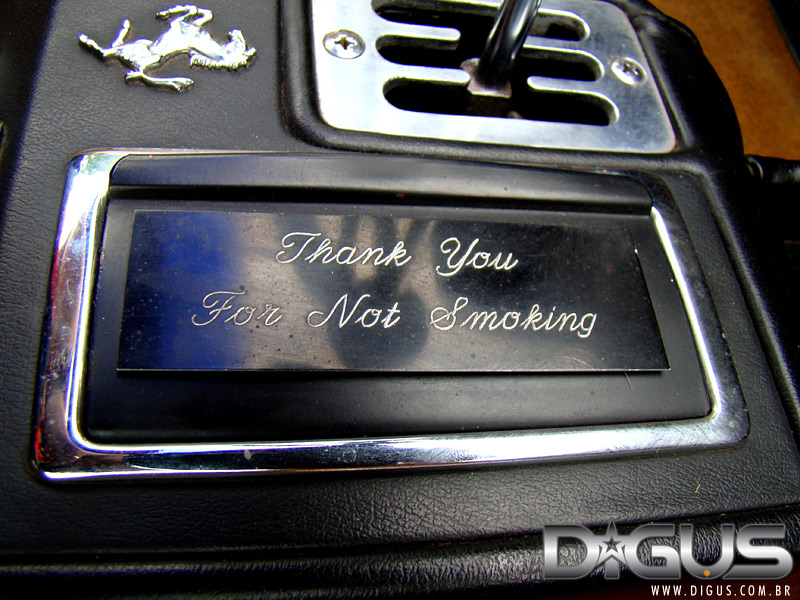 Thank You
For Not Smoking
DIGUS
WWW.DIGUS.COM.BR